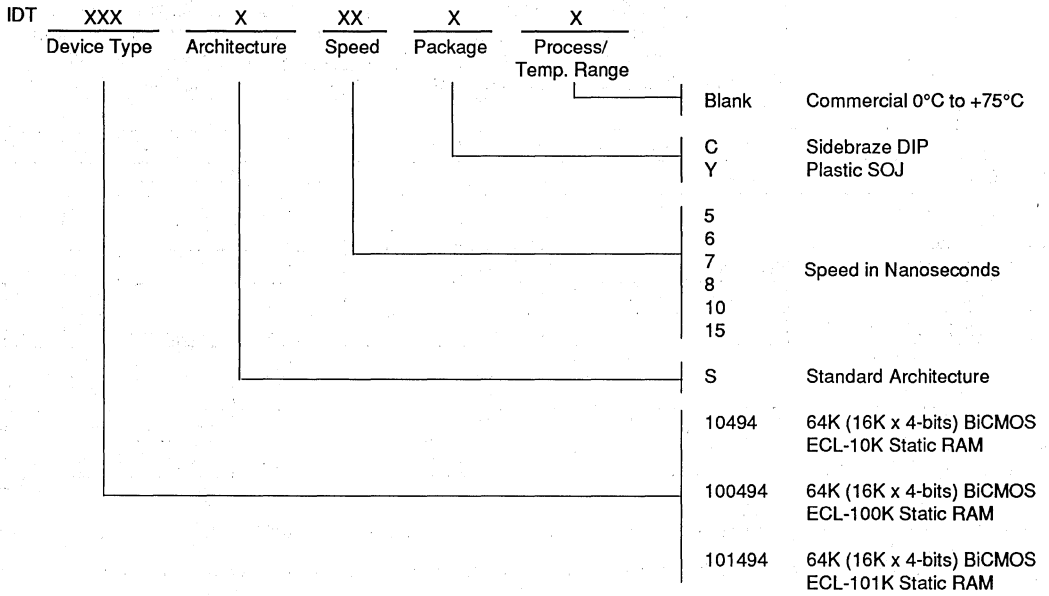 IDT XXX X XX X X
Device Type Architecture Speed Package Process/
Temp. Range
Blank Commercial 0°C to +75°C
C Sidebraze DIP
Y Plastic SOJ
5
6
7
8
10
15
Speed in Nanoseconds
S Standard Architecture
10494 64K (16K x 4-bits) BiCMOS
ECL-10K Static RAM
100494 64K (16K x 4-bits) BiCMOS
ECL-100K Static RAM
101494 64K (16K x 4-bits) BiCMOS
ECL-101K Static RAM